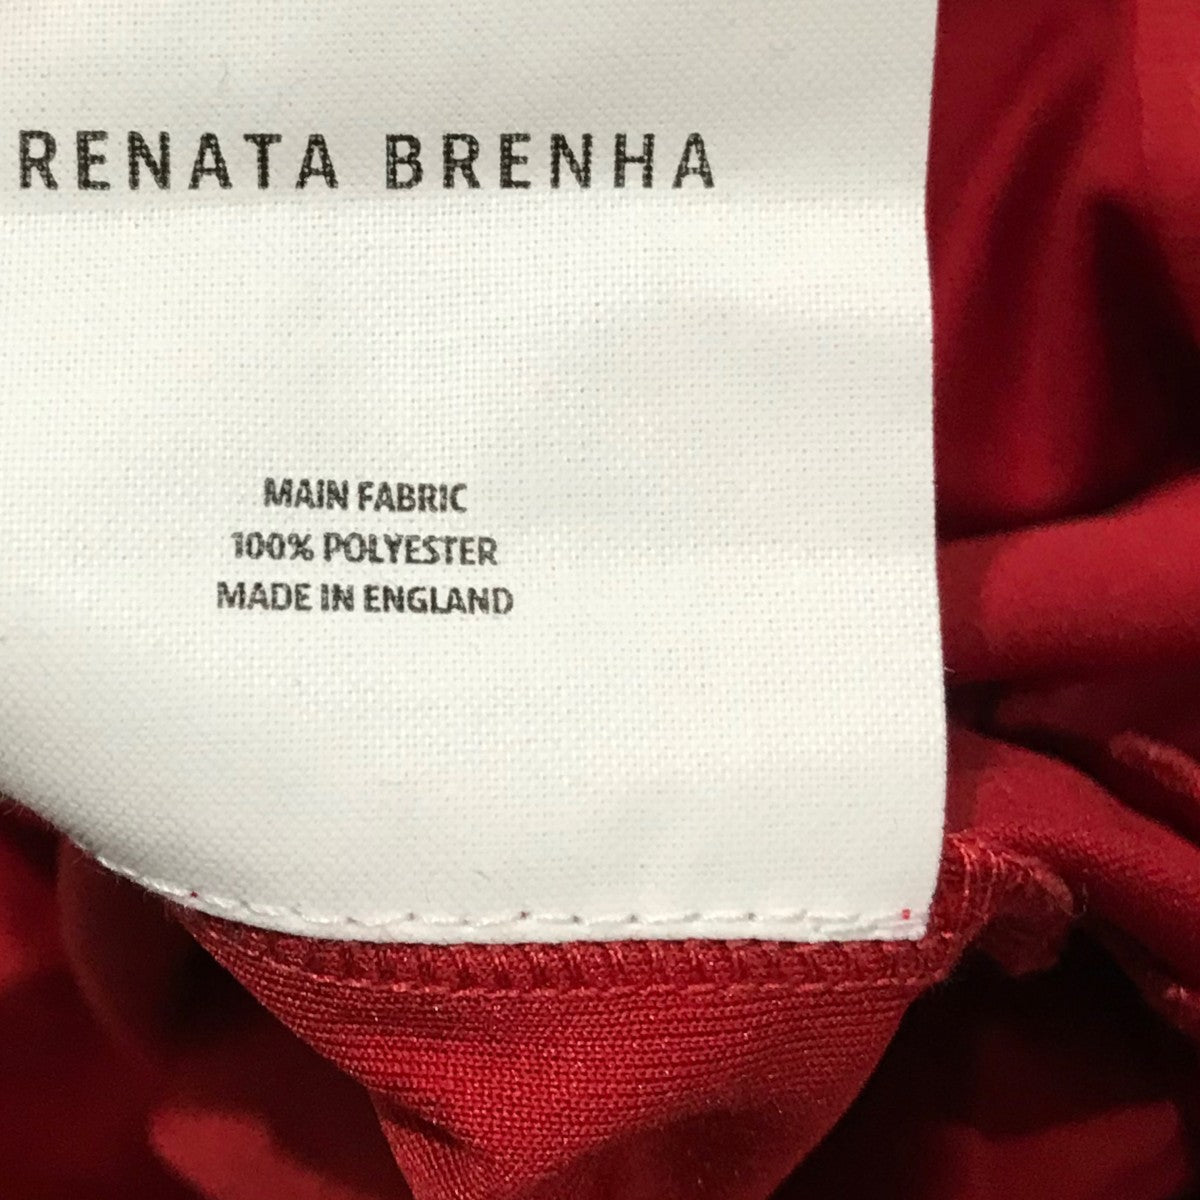 RENATA BRENHA
MAIN FABRIC
100% POLYESTER
MADE IN ENGLAND